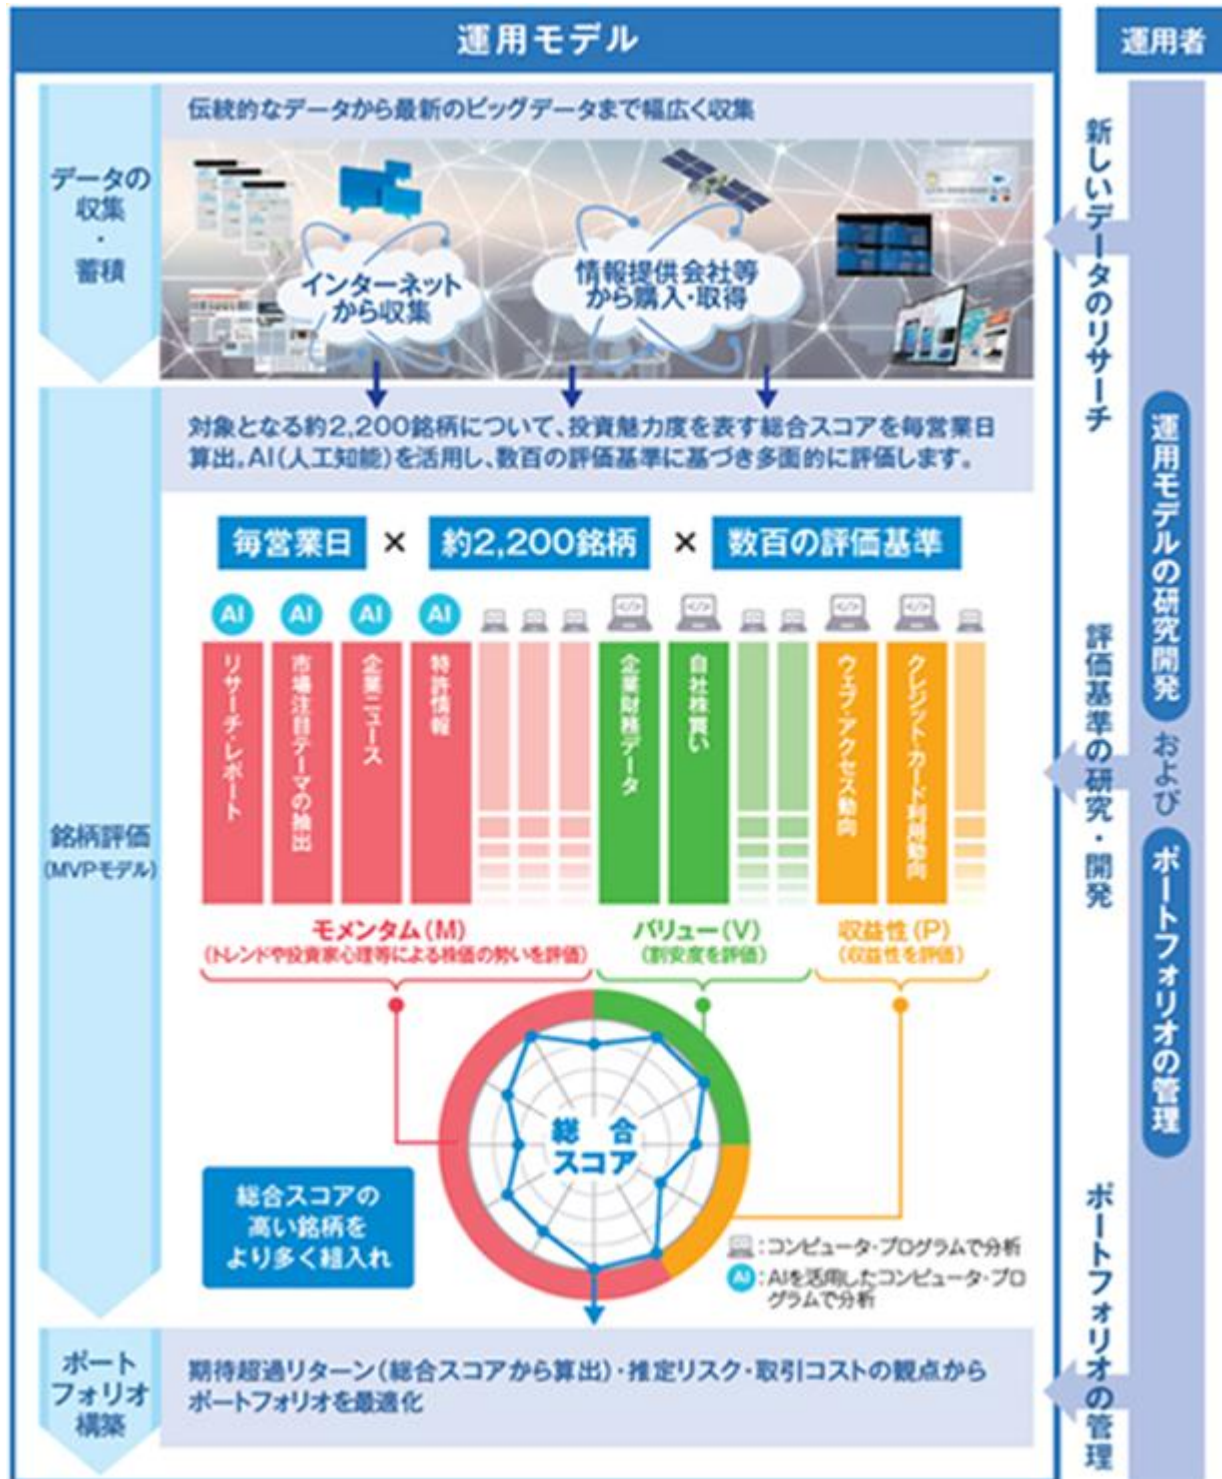 運用モデル
運用者
データの
収集
・
蓄積
伝統的なデータから最新のビッグデータまで幅広く収集
インターネット
から収集
情報提供会社等
から購入・取得
新しいデータのリサーチ
対象となる約2,200銘柄について、投資魅力度を表す総合スコアを毎営業日
算出。AI(人工知能)を活用し、数百の評価基準に基づき多面的に評価します。
銘柄評価
(MVPモデル)
毎営業日 × 約2,200銘柄 × 数百の評価基準
AI
AI
AI
AI
リサーチ・レポート
市場注目テーマの抽出
企業ニュース
特許情報
企業財務データ
自社株買い
ウェブ・アクセス動向
クレジット・カード利用動向
モメンタム(M)
(トレンドや投資家心理等による株価の勢いを評価)
バリュー(V)
(割安度を評価)
収益性(P)
(収益性を評価)
総合
スコア
総合スコアの
高い銘柄を
より多く組入れ
:コンピュータ・プログラムで分析
AI:AIを活用したコンピュータ・プロ
グラムで分析
評価基準の研究・開発
運用モデルの研究開発
および
ポートフォリオの管理
ポート
フォリオ
構築
期待超過リターン(総合スコアから算出)・推定リスク・取引コストの観点から
ポートフォリオを最適化
ポートフォリオの管理